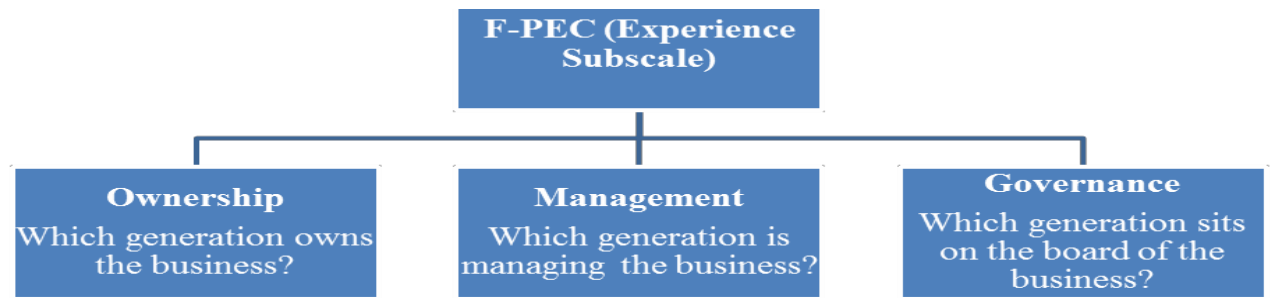 F-PEC (Experience
Subscale)
Ownership
Which generation owns
the business?
Management
Which generation is
managing the business?
Governance
Which generation sits
on the board of the
business?